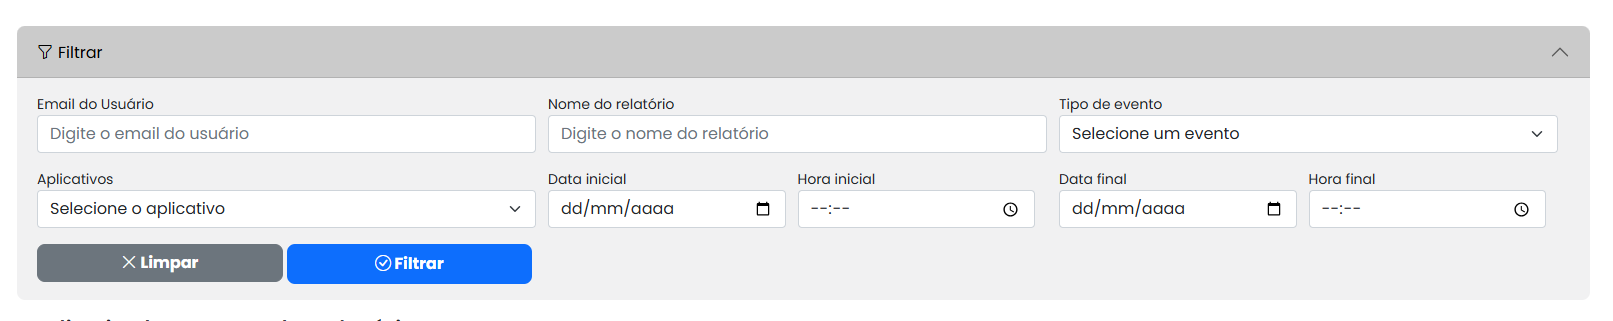 Filtrar
Email do Usuário Nome do relatório Tipo de evento
Digite o email do usuário Digite o nome do relatório Selecione um evento
Aplicativos Data inicial Hora inicial Data final Hora final
Selecione o aplicativo dd/mm/aaaa --:-- dd/mm/aaaa --:--
Limpar Filtrar